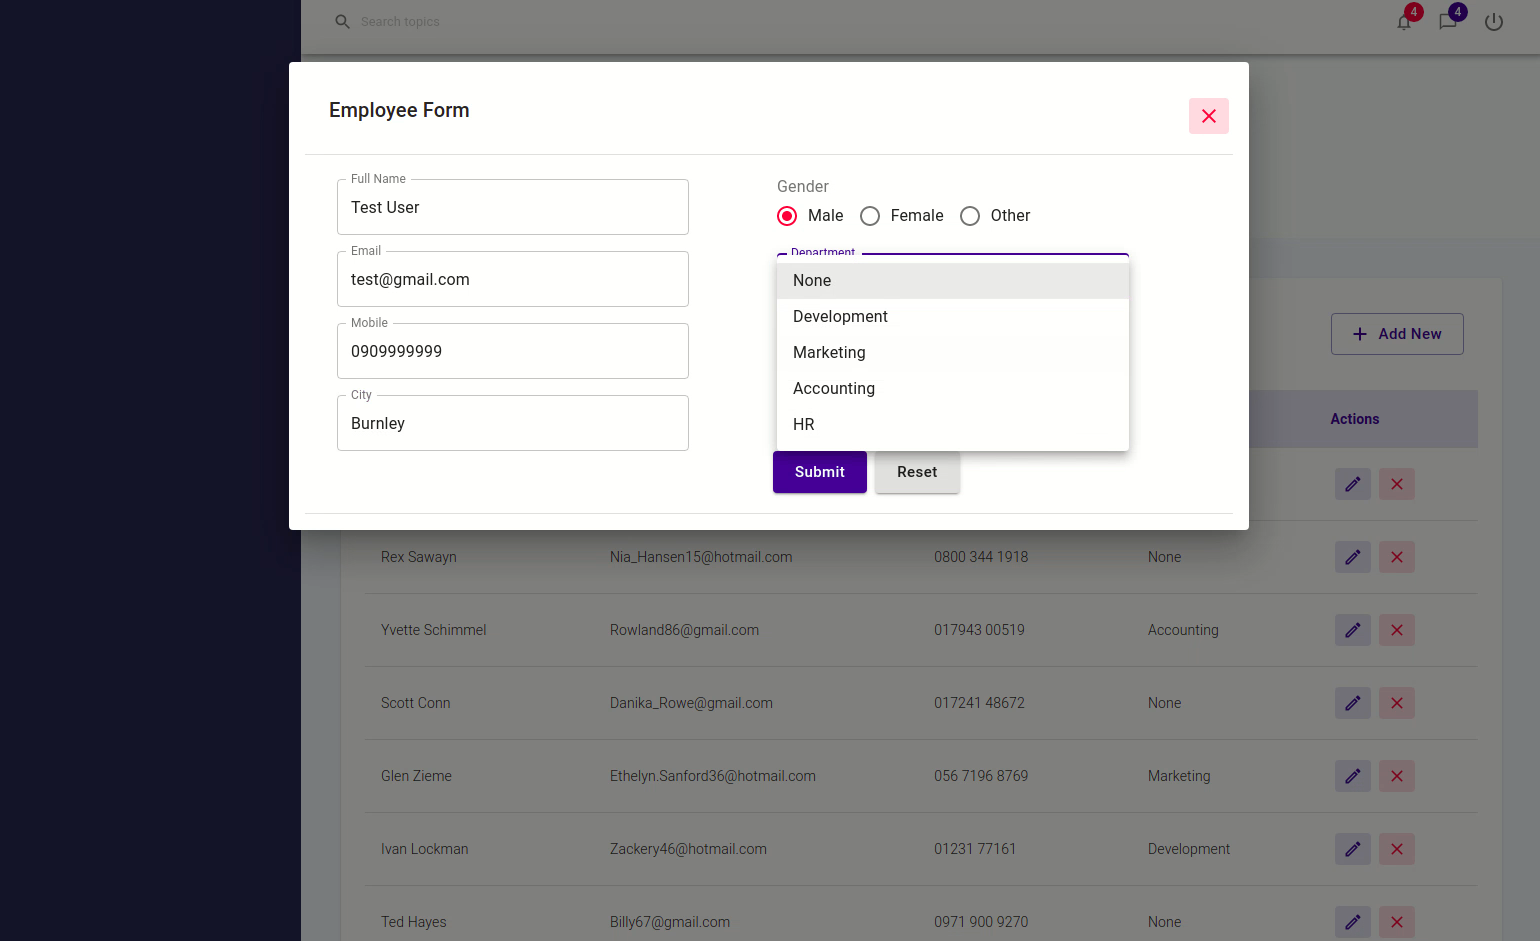 Search topics
4
4
Employee Form
Full Name
Test User
Email
test@gmail.com
Mobile
0909999999
City
Burnley
Gender
Male Female Other
Department
None
Development
Marketing
Accounting
HR
Submit Reset
Add New
Actions
Rex Sawayn Nia_Hansen15@hotmail.com 0800 344 1918 None
Yvette Schimmel Rowland86@gmail.com 017943 00519 Accounting
Scott Conn Danika_Rowe@gmail.com 017241 48672 None
Glen Zieme Ethelyn.Sanford36@hotmail.com 056 7196 8769 Marketing
Ivan Lockman Zackery46@hotmail.com 01231 77161 Development
Ted Hayes Billy67@gmail.com 0971 900 9270 None